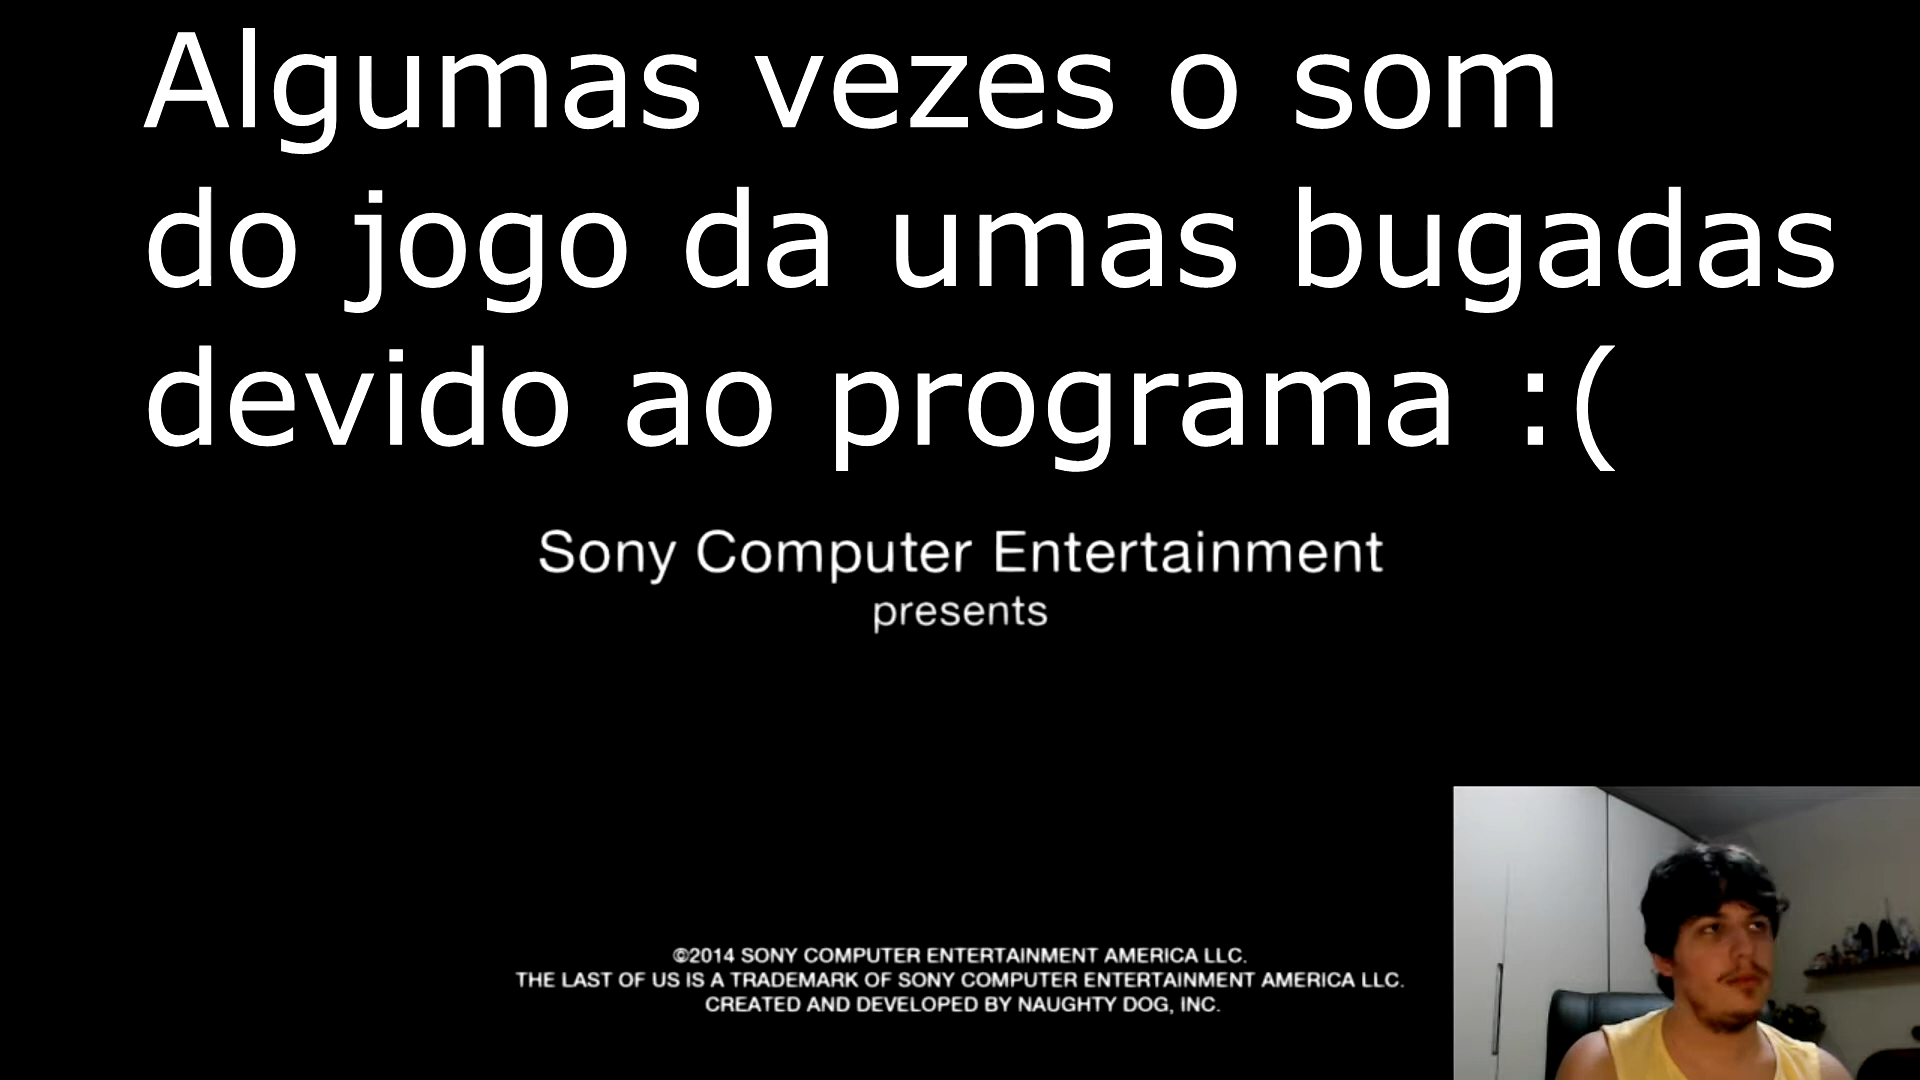 Algumas vezes o som
do jogo da umas bugadas
devido ao programa :(
Sony Computer Entertainment
presents
©2014 SONY COMPUTER ENTERTAINMENT AMERICA LLC.
THE LAST OF US IS A TRADEMARK OF SONY COMPUTER ENTERTAINMENT AMERICA LLC.
CREATED AND DEVELOPED BY NAUGHTY DOG, INC.